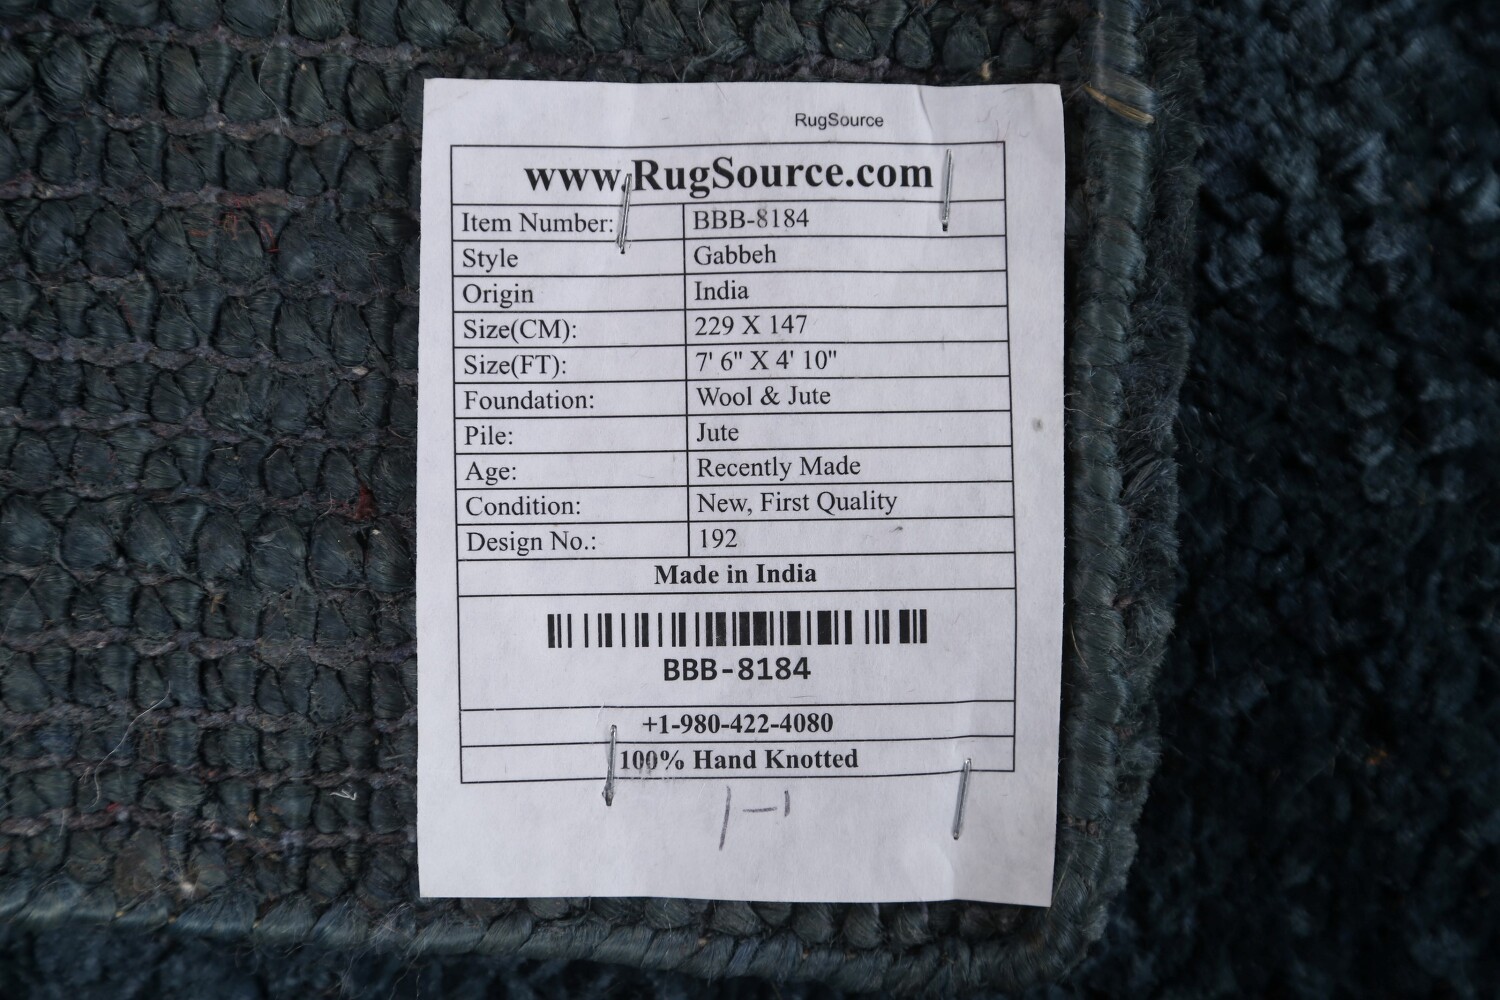 RugSource
www.RugSource.com
Item Number: BBB-8184
Style Gabbeh
Origin India
Size(CM): 229 X 147
Size(FT): 7' 6" X 4' 10"
Foundation: Wool & Jute
Pile: Jute
Age: Recently Made
Condition: New, First Quality
Design No.: 192
Made in India
BBB-8184
+1-980-422-4080
100% Hand Knotted
1-1